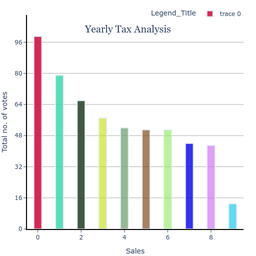 Legend_Title
trace 0
Yearly Tax Analysis
Total no. of votes
96
80
64
48
32
16
0
0
2
4
6
8
Sales